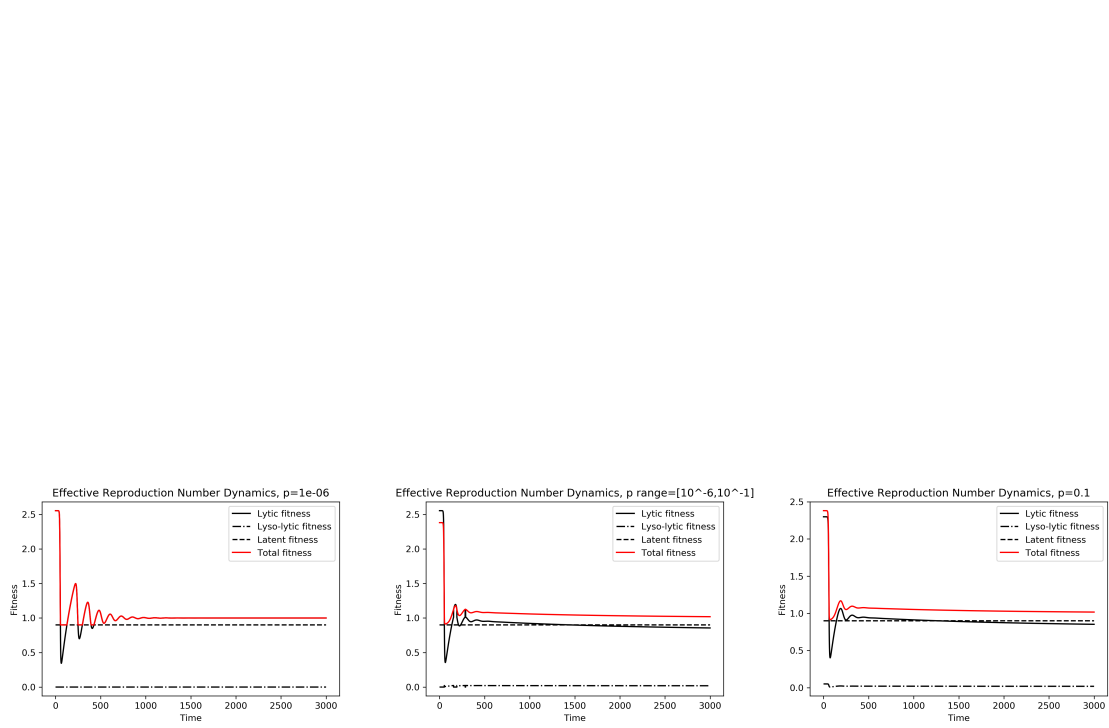 Effective Reproduction Number Dynamics, p=1e-06
Fitness
2.5
2.0
1.5
1.0
0.5
0.0
Lytic fitness
Lyso-lytic fitness
Latent fitness
Total fitness
0 500 1000 1500 2000 2500 3000
Time
Effective Reproduction Number Dynamics, p range=[10^-6,10^-1]
Fitness
2.5
2.0
1.5
1.0
0.5
0.0
Lytic fitness
Lyso-lytic fitness
Latent fitness
Total fitness
0 500 1000 1500 2000 2500 3000
Time
Effective Reproduction Number Dynamics, p=0.1
Fitness
2.5
2.0
1.5
1.0
0.5
0.0
Lytic fitness
Lyso-lytic fitness
Latent fitness
Total fitness
0 500 1000 1500 2000 2500 3000
Time